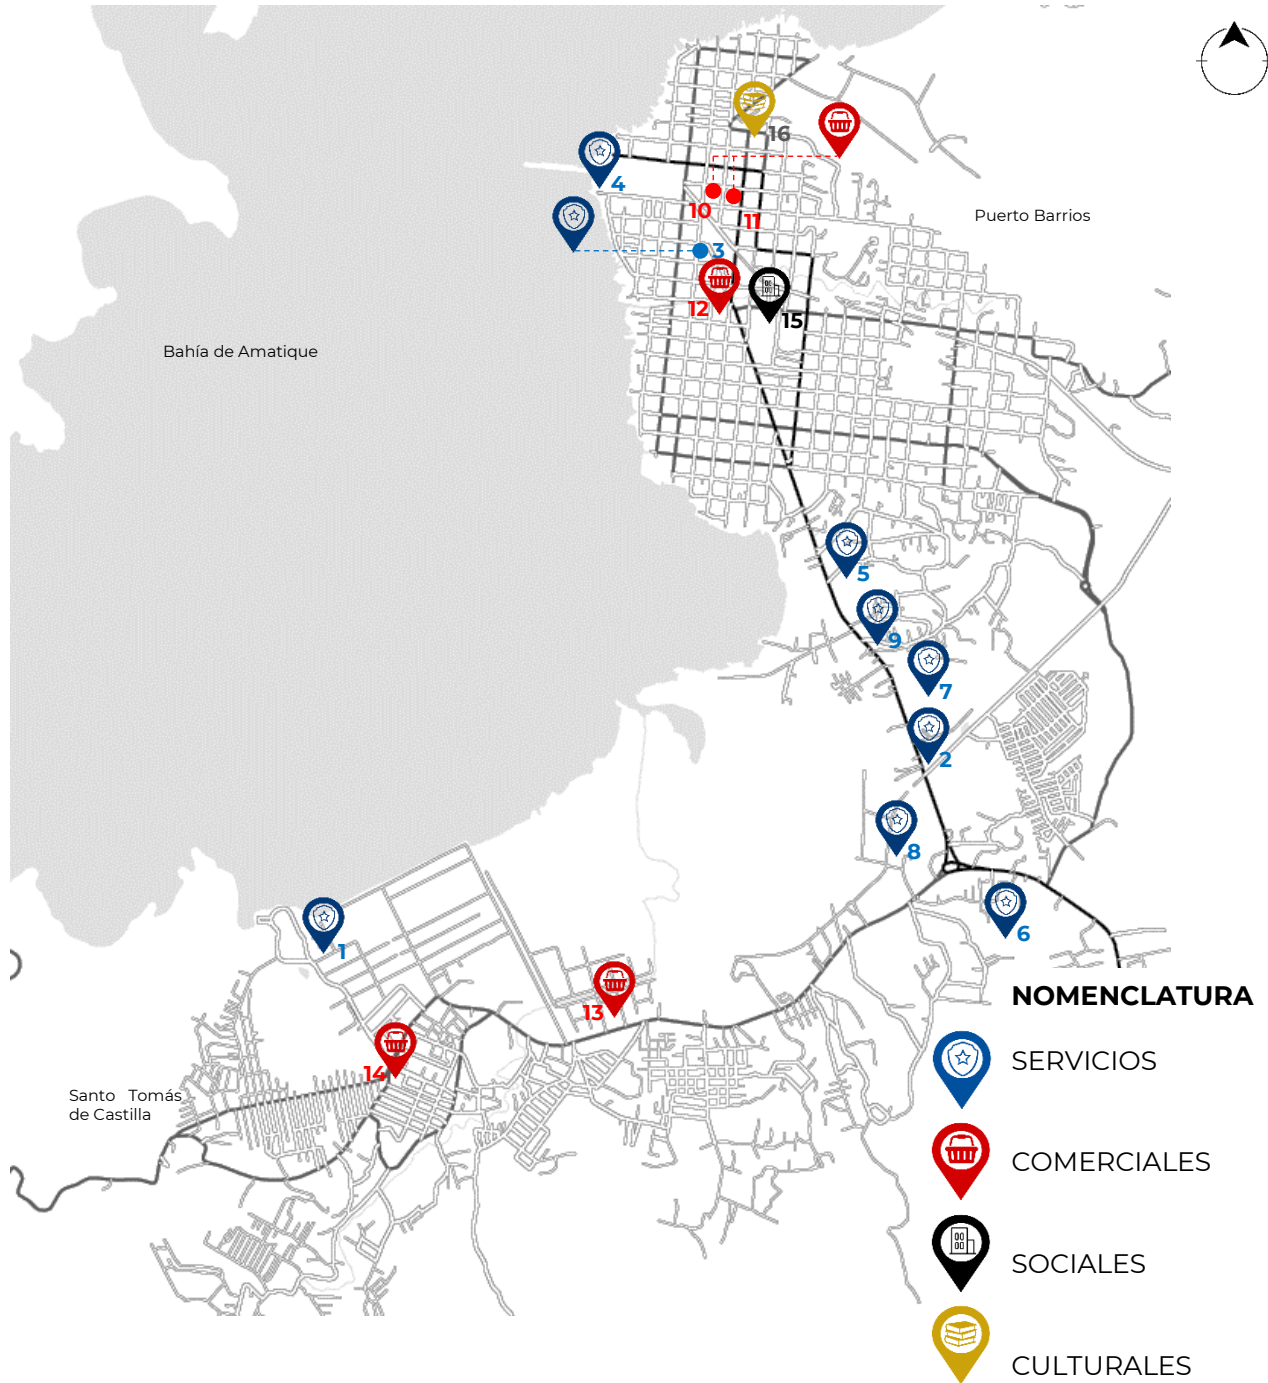 16
4
10
11
Puerto Barrios
3
12
15
Bahía de Amatique
5
9
7
2
8
1
6
13
14
Santo Tomás
de Castilla
NOMENCLATURA
SERVICIOS
COMERCIALES
SOCIALES
CULTURALES